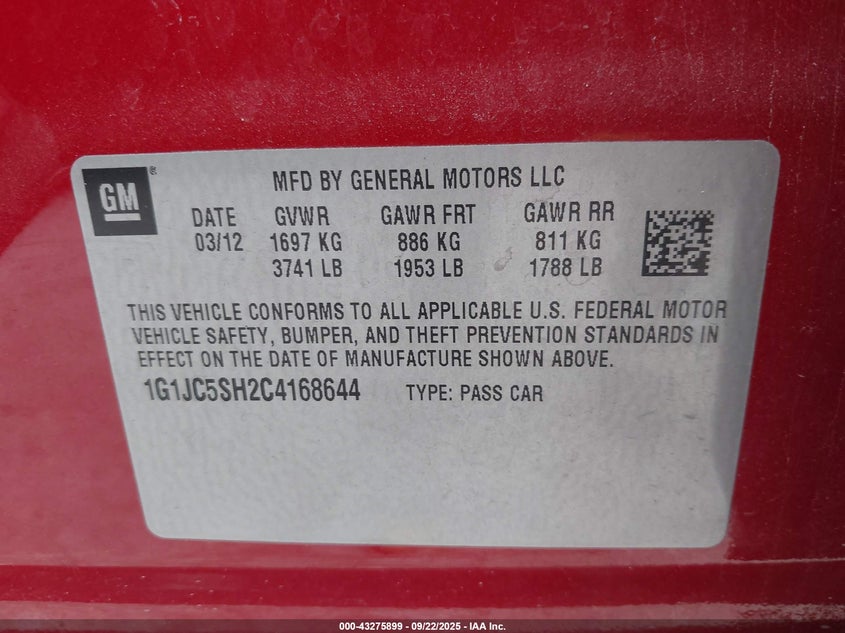 GM®
MFD BY GENERAL MOTORS LLC
DATE GVWR GAWR FRT GAWR RR
03/12 1697 KG 886 KG 811 KG
3741 LB 1953 LB 1788 LB
THIS VEHICLE CONFORMS TO ALL APPLICABLE U.S. FEDERAL MOTOR
VEHICLE SAFETY, BUMPER, AND THEFT PREVENTION STANDARDS IN
EFFECT ON THE DATE OF MANUFACTURE SHOWN ABOVE.
1G1JC5SH2C4168644 TYPE: PASS CAR
000-43275899 - 09/22/2025 - IAA Inc.